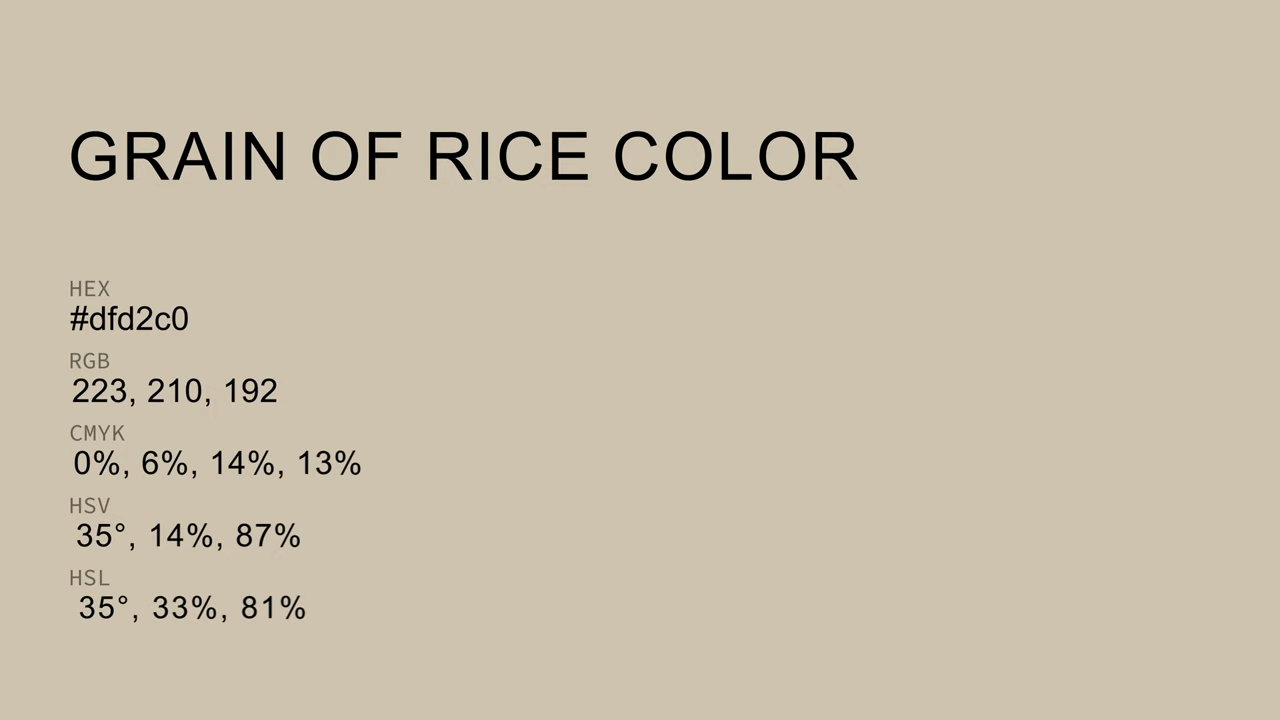 GRAIN OF RICE COLOR
HEX
#dfd2c0
RGB
223, 210, 192
CMYK
0%, 6%, 14%, 13%
HSV
35°, 14%, 87%
HSL
35°, 33%, 81%